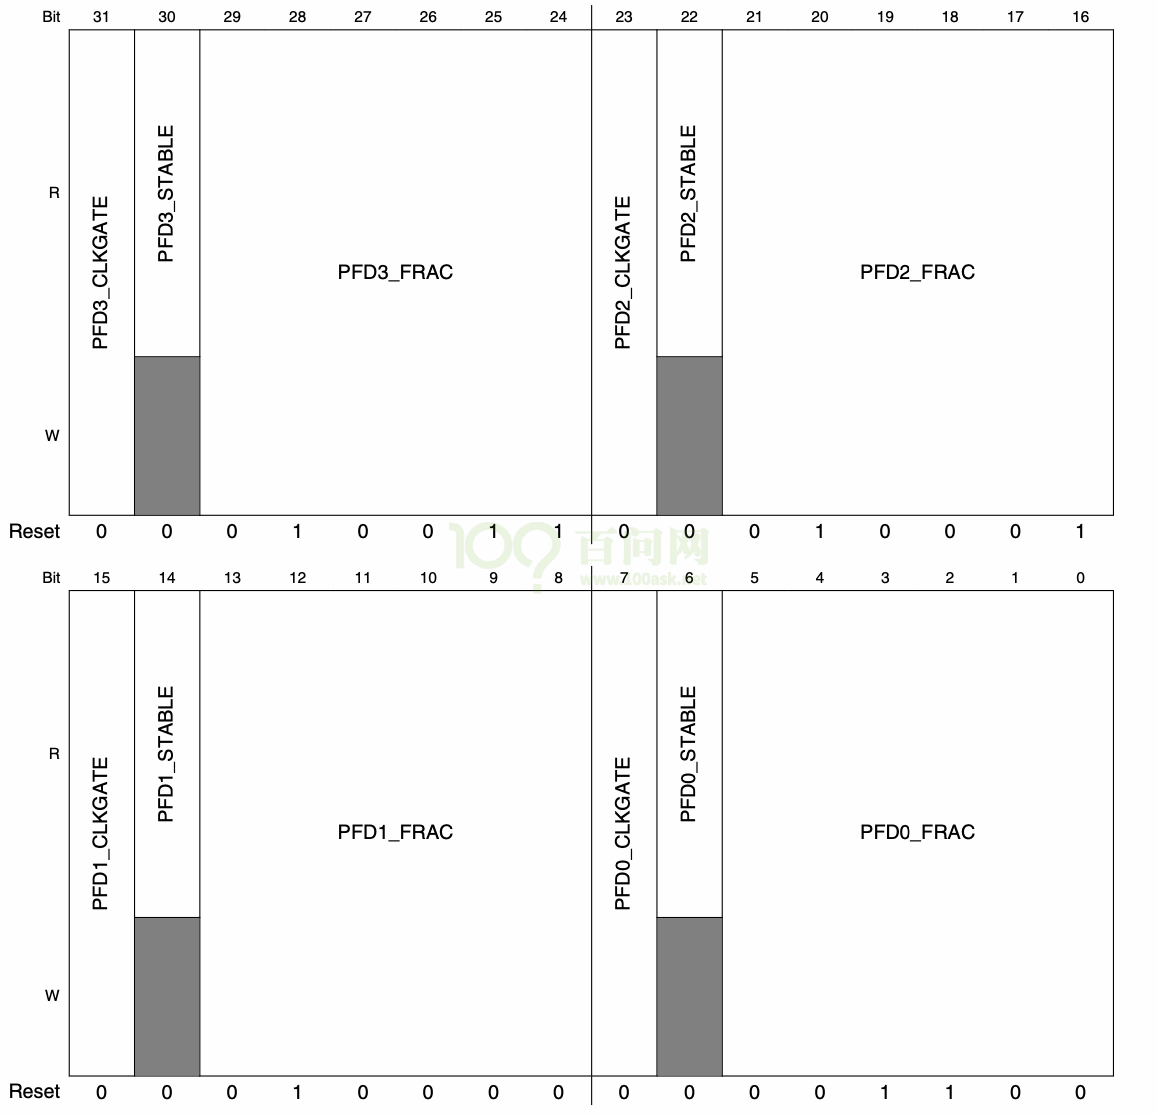 Bit 31 30 29 28 27 26 25 24 23 22 21 20 19 18 17 16
R
PFD3_CLKGATE
PFD3_STABLE
PFD3_FRAC
PFD2_CLKGATE
PFD2_STABLE
PFD2_FRAC
W
Reset 0 0 0 1 0 0 1 1 0 0 0 1 0 0 0 1
100? 百问网
www.100ask.net
Bit 15 14 13 12 11 10 9 8 7 6 5 4 3 2 1 0
R
PFD1_CLKGATE
PFD1_STABLE
PFD1_FRAC
PFD0_CLKGATE
PFD0_STABLE
PFD0_FRAC
W
Reset 0 0 0 1 0 0 0 0 0 0 0 0 1 1 0 0